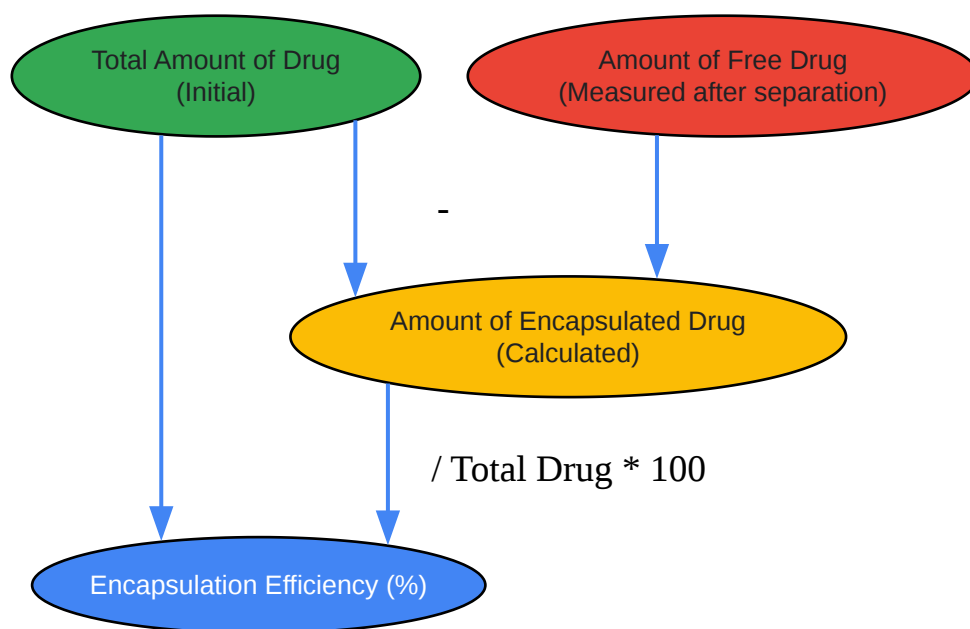 Total Amount of Drug
(Initial)
Amount of Free Drug
(Measured after separation)
-
Amount of Encapsulated Drug
(Calculated)
/ Total Drug * 100
Encapsulation Efficiency (%)